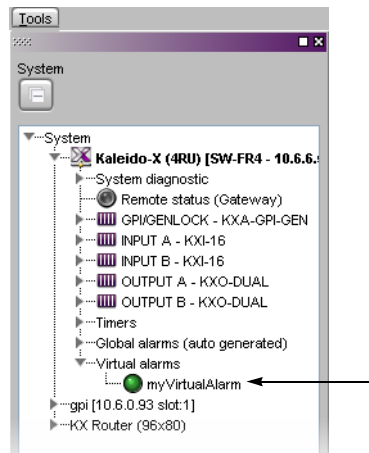 Tools
System
System
Kaleido-X (4RU) [SW-FR4 - 10.6.6.
System diagnostic
Remote status (Gateway)
GPI/GENLOCK - KXA-GPI-GEN
INPUT A - KXI-16
INPUT B - KXI-16
OUTPUT A - KXO-DUAL
OUTPUT B - KXO-DUAL
Timers
Global alarms (auto generated)
Virtual alarms
myVirtualAlarm
gpi [10.6.0.93 slot:1]
KX Router (96x80)